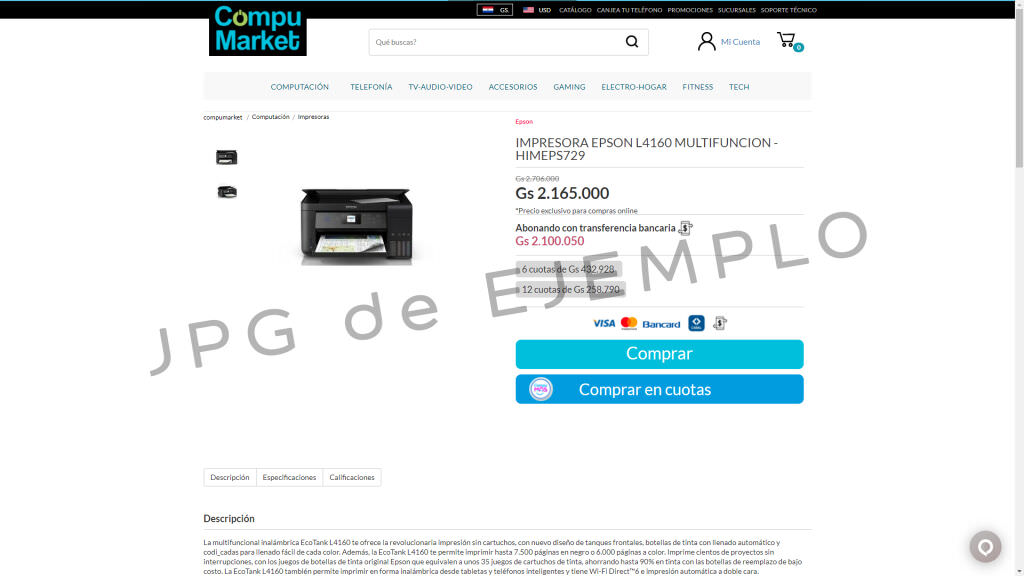 Compu
Market
GS.
USD
CATÁLOGO
CANJEA TU TELÉFONO
PROMOCIONES
SUCURSALES
SOPORTE TÉCNICO
Qué buscas?
Mi Cuenta
0
COMPUTACIÓN
TELEFONÍA
TV-AUDIO-VIDEO
ACCESORIOS
GAMING
ELECTRO-HOGAR
FITNESS
TECH
compumarket / Computación / Impresoras
Epson
IMPRESORA EPSON L4160 MULTIFUNCION -
HIMEPS729
Gs 2.706.000
Gs 2.165.000
*Precio exclusivo para compras online
Abonando con transferencia bancaria
Gs 2.100.050
6 cuotas de Gs 432.928
12 cuotas de Gs 258.790
JPG de EJEMPLO
VISA
Bancard
Comprar
Comprar en cuotas
Descripción
Especificaciones
Calificaciones
Descripción
La multifuncional inalámbrica EcoTank L4160 te ofrece la revolucionaria impresión sin cartuchos, con nuevo diseño de tanques frontales, botellas de tinta con llenado automático y
codi_cadas para llenado fácil de cada color. Además, la EcoTank L4160 te permite imprimir hasta 7.500 páginas en negro o 6.000 páginas a color. Imprime cientos de proyectos sin
interrupciones, con los juegos de botellas de tinta original Epson que equivalen a unos 35 juegos de cartuchos de tinta, ahorrando hasta 90% en tinta con las botellas de reemplazo de bajo
costo. La EcoTank L4160 también permite imprimir en forma inalámbrica desde tabletas y teléfonos inteligentes y tiene Wi-Fi Direct™6 e impresión automática a doble cara.